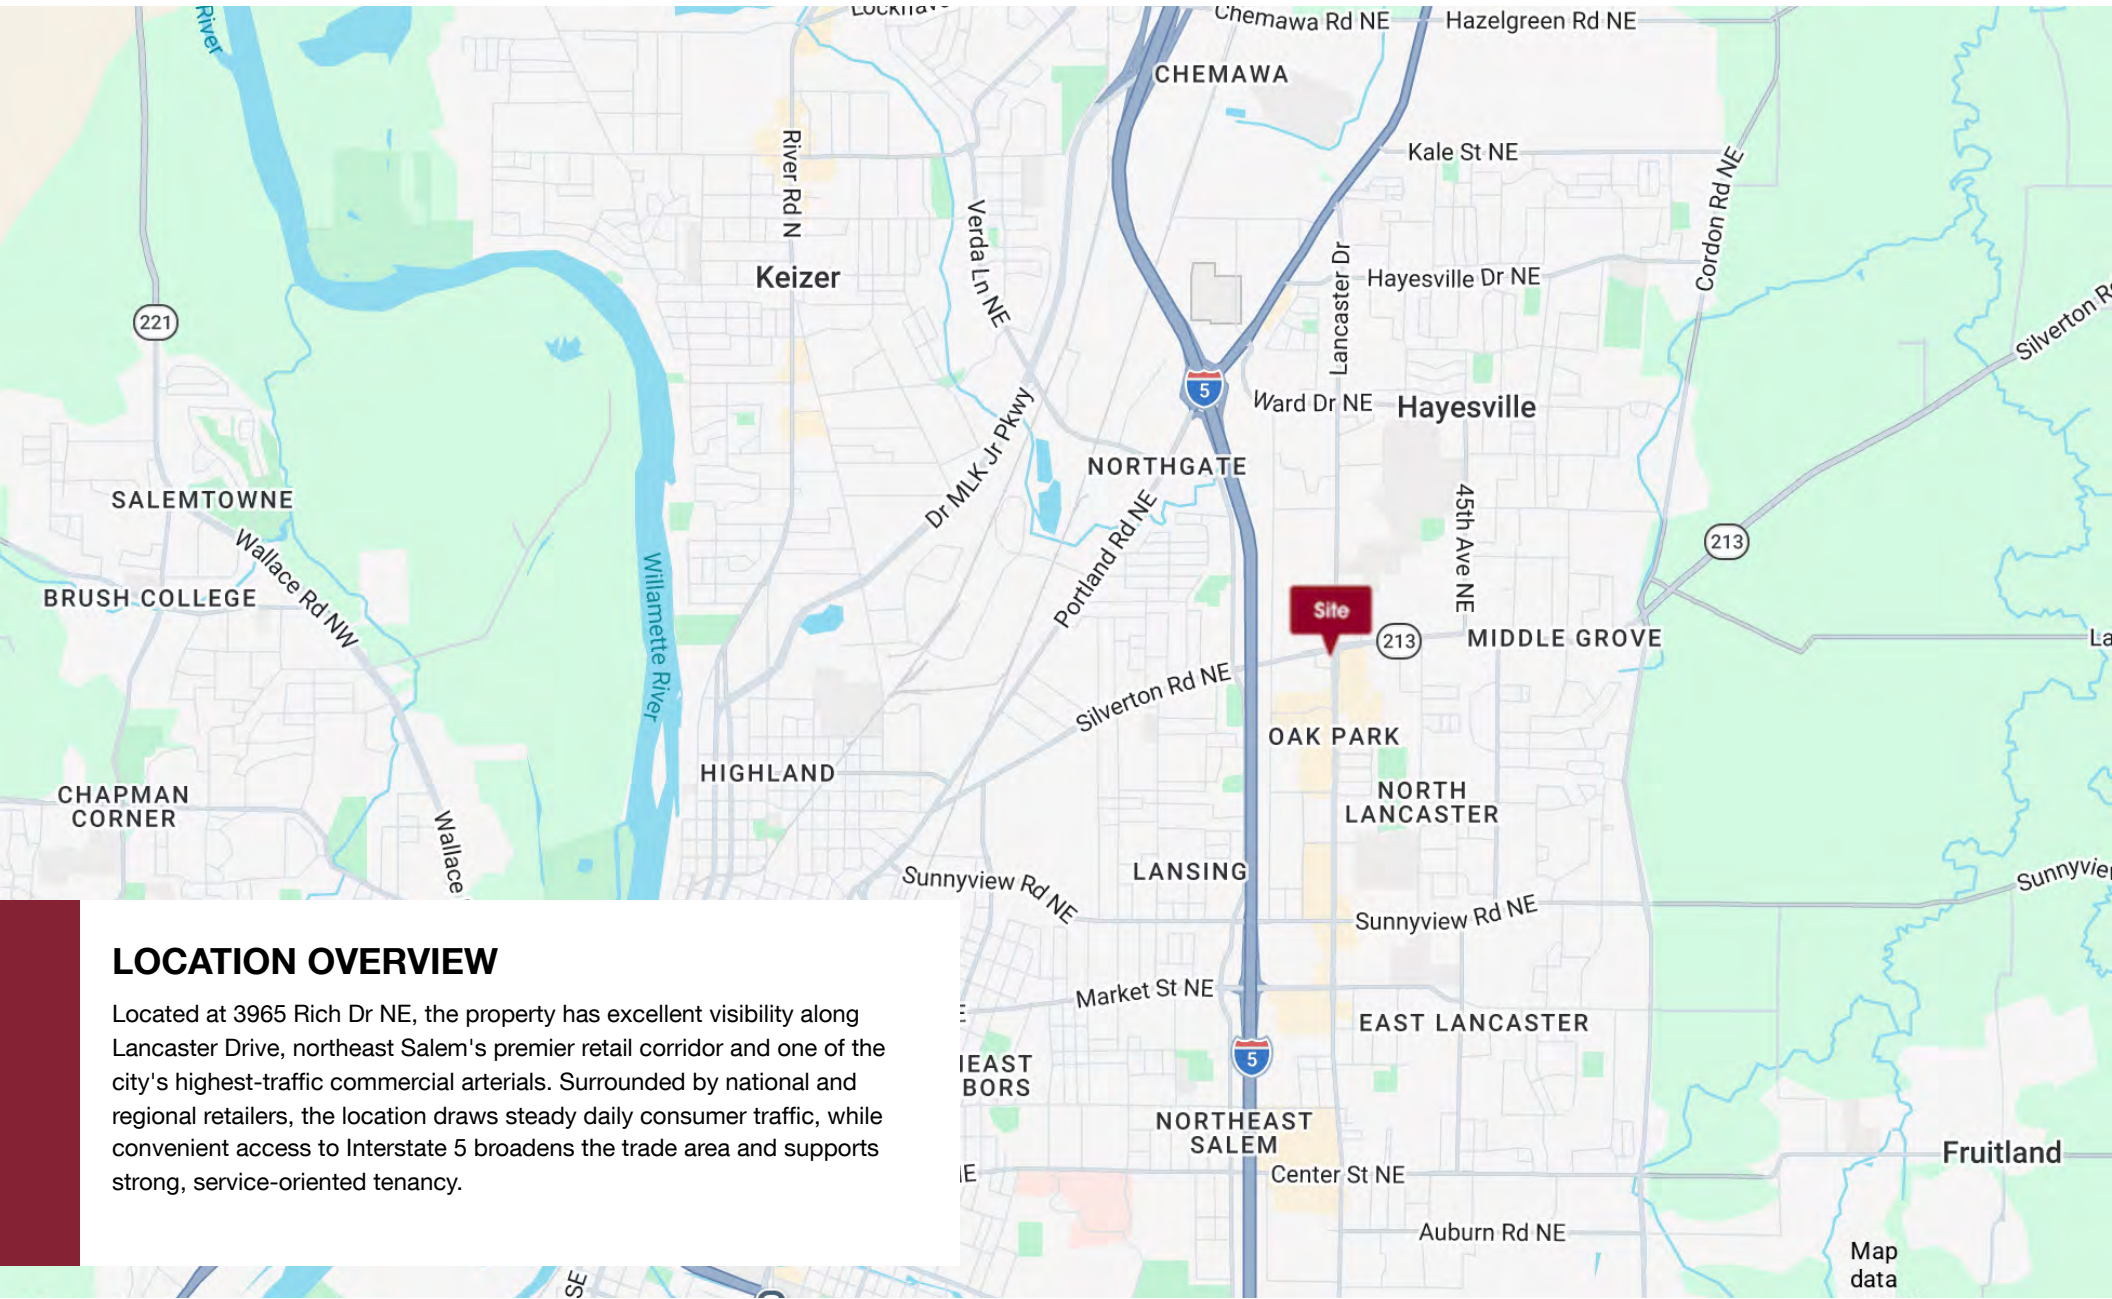 River
Lockhav
Chemawa Rd NE
Hazelgreen Rd NE
CHEMAWA
River Rd N
Kale St NE
Cordon Rd NE
Verda Ln NE
Keizer
Lancaster Dr
Hayesville Dr NE
221
Silverton R
5
Ward Dr NE
Hayesville
Dr MLK Jr Pkwy
NORTHGATE
SALEMTOWNE
Portland Rd NE
45th Ave NE
Wallace Rd NW
213
BRUSH COLLEGE
Willamette River
Site
213
MIDDLE GROVE
La
Silverton Rd NE
OAK PARK
HIGHLAND
CHAPMAN
CORNER
NORTH
LANCASTER
Wallace
LANSING
Sunnyview Rd NE
Sunnyview Rd NE
Sunnyvie
LOCATION OVERVIEW
Located at 3965 Rich Dr NE, the property has excellent visibility along
Lancaster Drive, northeast Salem's premier retail corridor and one of the
city's highest-traffic commercial arterials. Surrounded by national and
regional retailers, the location draws steady daily consumer traffic, while
convenient access to Interstate 5 broadens the trade area and supports
strong, service-oriented tenancy.
Market St NE
E
EAST LANCASTER
5
EAST
BORS
NORTHEAST
SALEM
Fruitland
E
Center St NE
Auburn Rd NE
Map
data
SE